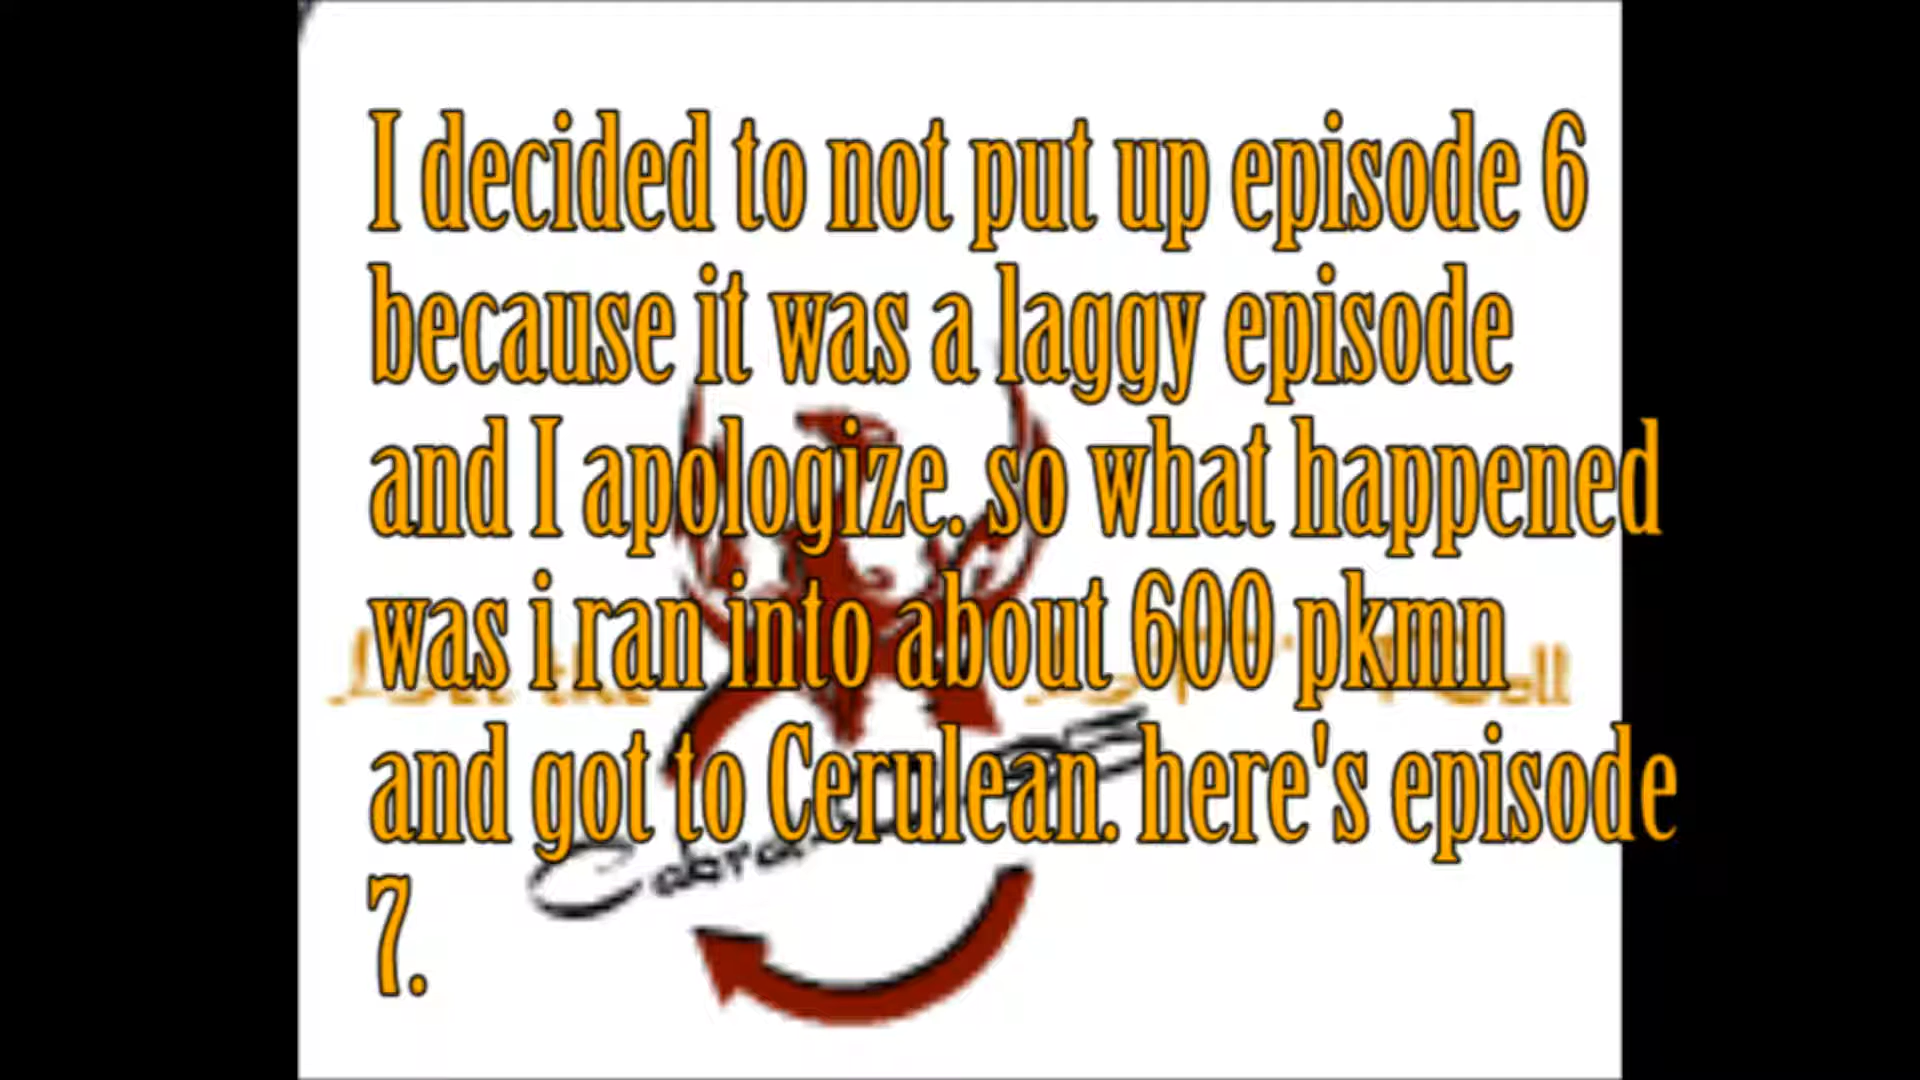 I decided to not put up episode 6
because it was a laggy episode
and I apologize. so what happened
was i ran into about 600 pkmn
and got to Cerulean. here's episode
7.